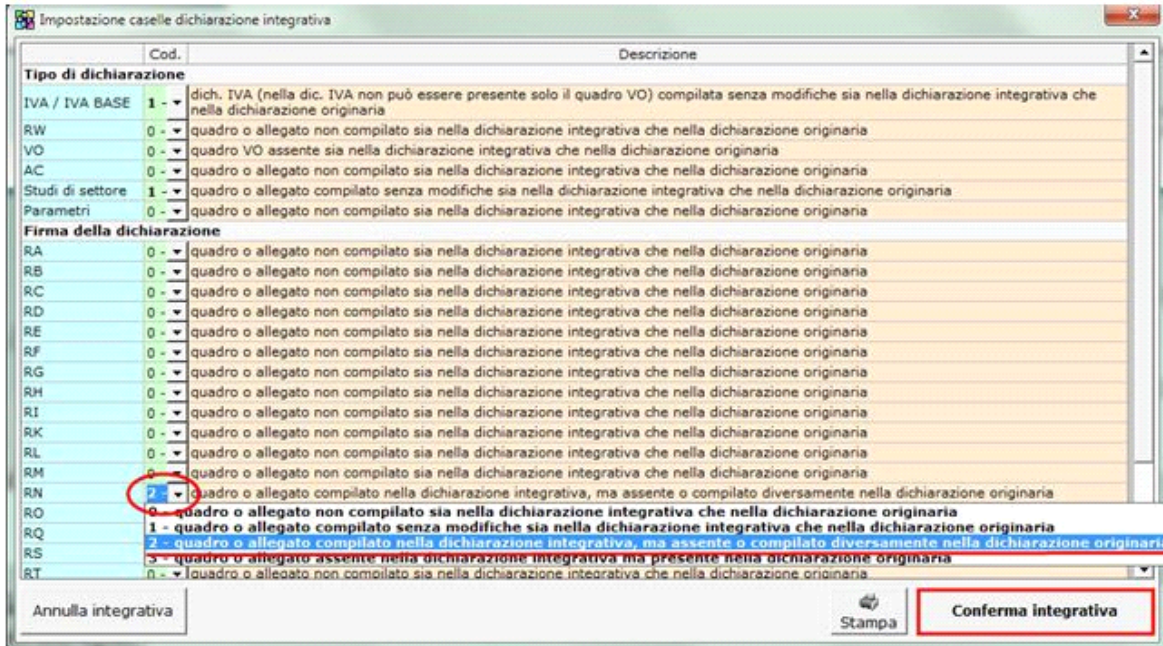 Impostazione caselle dichiarazione integrativa
Cod. Descrizione
Tipo di dichiarazione
IVA / IVA BASE 1 - dich. IVA (nella dic. IVA non può essere presente solo il quadro VO) compilata senza modifiche sia nella dichiarazione integrativa che
nella dichiarazione originaria
RW 0 - quadro o allegato non compilato sia nella dichiarazione integrativa che nella dichiarazione originaria
VO 0 - quadro VO assente sia nella dichiarazione integrativa che nella dichiarazione originaria
AC 0 - quadro o allegato non compilato sia nella dichiarazione integrativa che nella dichiarazione originaria
Studi di settore 1 - quadro o allegato compilato senza modifiche sia nella dichiarazione integrativa che nella dichiarazione originaria
Parametri 0 - quadro o allegato non compilato sia nella dichiarazione integrativa che nella dichiarazione originaria
Firma della dichiarazione
RA 0 - quadro o allegato non compilato sia nella dichiarazione integrativa che nella dichiarazione originaria
RB 0 - quadro o allegato non compilato sia nella dichiarazione integrativa che nella dichiarazione originaria
RC 0 - quadro o allegato non compilato sia nella dichiarazione integrativa che nella dichiarazione originaria
RD 0 - quadro o allegato non compilato sia nella dichiarazione integrativa che nella dichiarazione originaria
RE 0 - quadro o allegato non compilato sia nella dichiarazione integrativa che nella dichiarazione originaria
RF 0 - quadro o allegato non compilato sia nella dichiarazione integrativa che nella dichiarazione originaria
RG 0 - quadro o allegato non compilato sia nella dichiarazione integrativa che nella dichiarazione originaria
RH 0 - quadro o allegato non compilato sia nella dichiarazione integrativa che nella dichiarazione originaria
RI 0 - quadro o allegato non compilato sia nella dichiarazione integrativa che nella dichiarazione originaria
RK 0 - quadro o allegato non compilato sia nella dichiarazione integrativa che nella dichiarazione originaria
RL 0 - quadro o allegato non compilato sia nella dichiarazione integrativa che nella dichiarazione originaria
RM 0 - quadro o allegato non compilato sia nella dichiarazione integrativa che nella dichiarazione originaria
RN 2 - quadro o allegato compilato nella dichiarazione integrativa, ma assente o compilato diversamente nella dichiarazione originaria
RO 0 - quadro o allegato non compilato sia nella dichiarazione integrativa che nella dichiarazione originaria
RQ 1 - quadro o allegato compilato senza modifiche sia nella dichiarazione integrativa che nella dichiarazione originaria
2 - quadro o allegato compilato nella dichiarazione integrativa, ma assente o compilato diversamente nella dichiarazione originaria
RS 3 - quadro o allegato assente nella dichiarazione integrativa ma presente nella dichiarazione originaria
RT 0 - quadro o allegato non compilato sia nella dichiarazione integrativa che nella dichiarazione originaria
Annulla integrativa Stampa Conferma integrativa